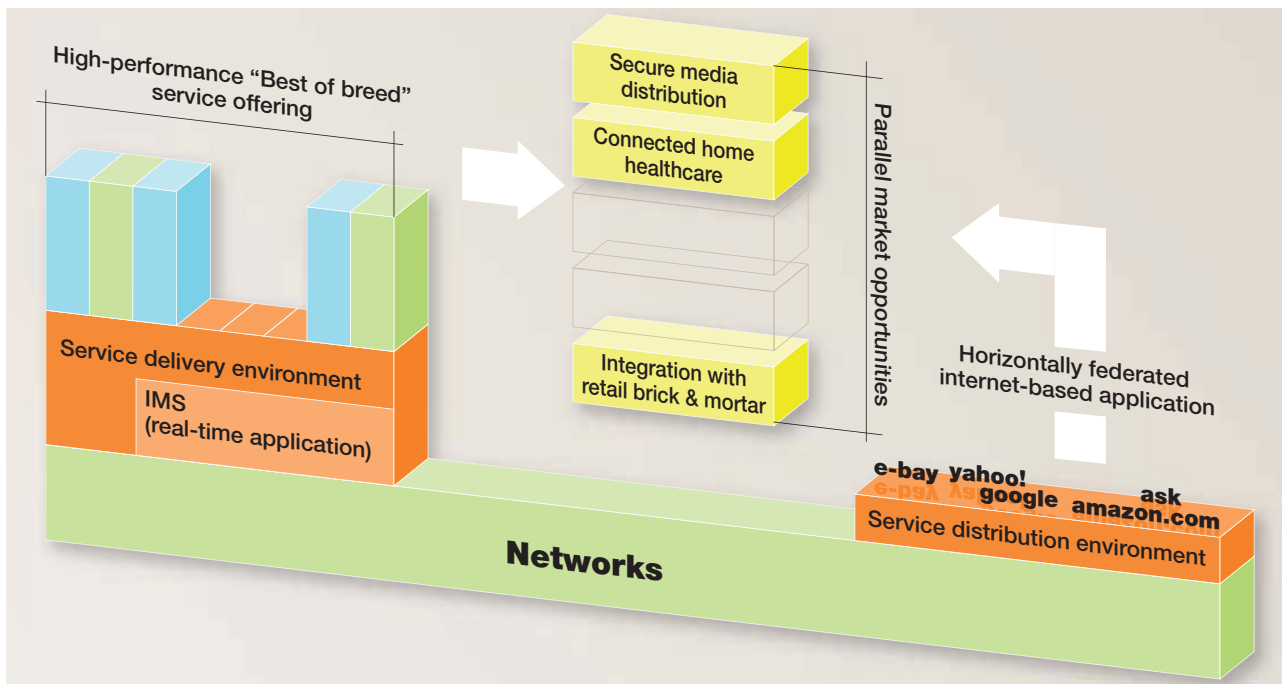 High-performance “Best of breed”
service offering
Service delivery environment
IMS
(real-time application)
Secure media
distribution
Connected home
healthcare
Integration with
retail brick & mortar
Parallel market opportunities
Horizontally federated
internet-based application
e-bay yahoo!
google
ask
amazon.com
Service distribution environment
Networks